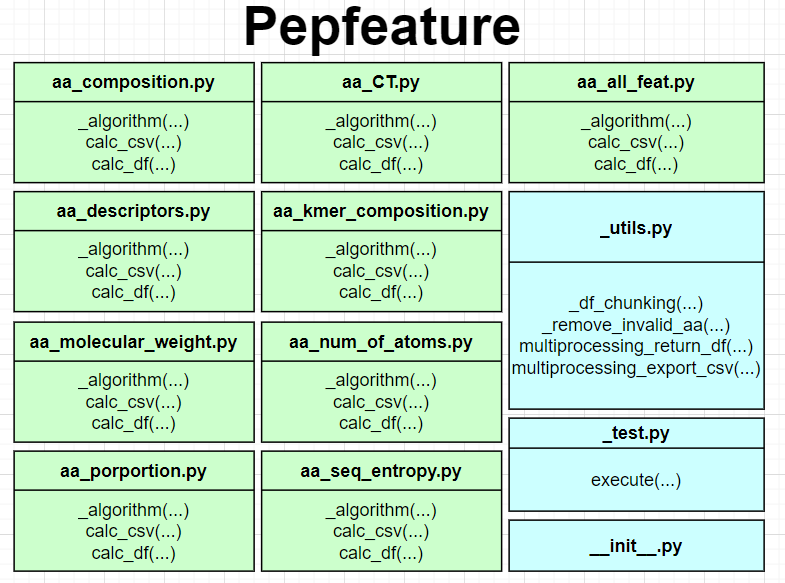 Pepfeature
aa_composition.py
_algorithm(...)
calc_csv(...)
calc_df(...)
aa_CT.py
_algorithm(...)
calc_csv(...)
calc_df(...)
aa_all_feat.py
_algorithm(...)
calc_csv(...)
calc_df(...)
aa_descriptors.py
_algorithm(...)
calc_csv(...)
calc_df(...)
aa_kmer_composition.py
_algorithm(...)
calc_csv(...)
calc_df(...)
_utils.py
_df_chunking(...)
_remove_invalid_aa(...)
multiprocessing_return_df(...)
multiprocessing_export_csv(...)
aa_molecular_weight.py
_algorithm(...)
calc_csv(...)
calc_df(...)
aa_num_of_atoms.py
_algorithm(...)
calc_csv(...)
calc_df(...)
_test.py
execute(...)
aa_porportion.py
_algorithm(...)
calc_csv(...)
calc_df(...)
aa_seq_entropy.py
_algorithm(...)
calc_csv(...)
calc_df(...)
__init__.py